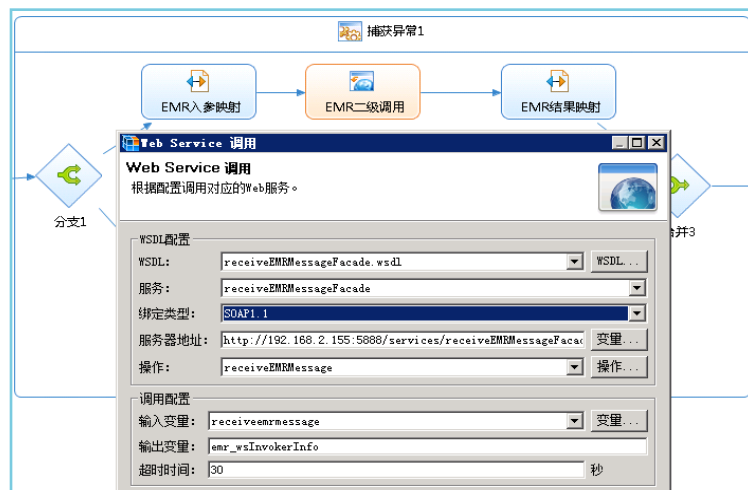 捕获异常1
EMR入参映射
EMR二级调用
EMR结果映射
分支1
Web Service 调用
Web Service 调用
根据配置调用对应的Web服务。
WSDL配置
WSDL: receiveEMRMessageFacade.wsdl WSDL...
服务: receiveEMRMessageFacade
绑定类型: SOAP1.1
服务器地址: http://192.168.2.155:5888/services/receiveEMRMessageFacad 变量...
操作: receiveEMRMessage 操作...
调用配置
输入变量: receiveemrmessage 变量...
输出变量: emr_wsInvokerInfo
超时时间: 30 秒
并3